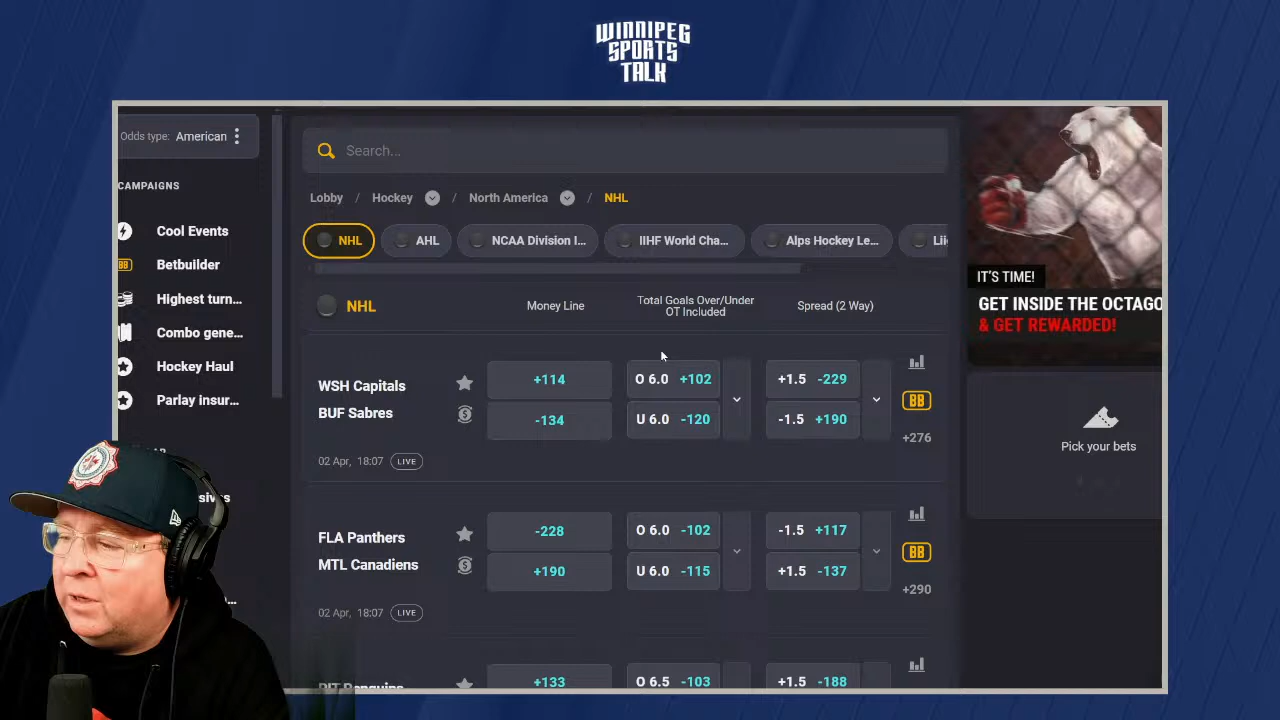 WINNIPEG
SPORTS
TALK
Odds type: American
CAMPAIGNS
Cool Events
BB Betbuilder
Highest turn...
Combo gene...
Hockey Haul
Parlay insur...
Search...
Lobby / Hockey / North America / NHL
NHL
AHL
NCAA Division I...
IIHF World Cha...
Alps Hockey Le...
NHL
Money Line
Total Goals Over/Under
OT Included
Spread (2 Way)
WSH Capitals
BUF Sabres
+114
-134
O 6.0 +102
U 6.0 -120
+1.5 -229
-1.5 +190
BB
+276
02 Apr, 18:07 LIVE
FLA Panthers
MTL Canadiens
-228
+190
O 6.0 -102
U 6.0 -115
-1.5 +117
+1.5 -137
BB
+290
02 Apr, 18:07 LIVE
PIT Penguins
+133
O 6.5 -103
+1.5 -188
IT'S TIME!
GET INSIDE THE OCTAGO
& GET REWARDED!
Pick your bets